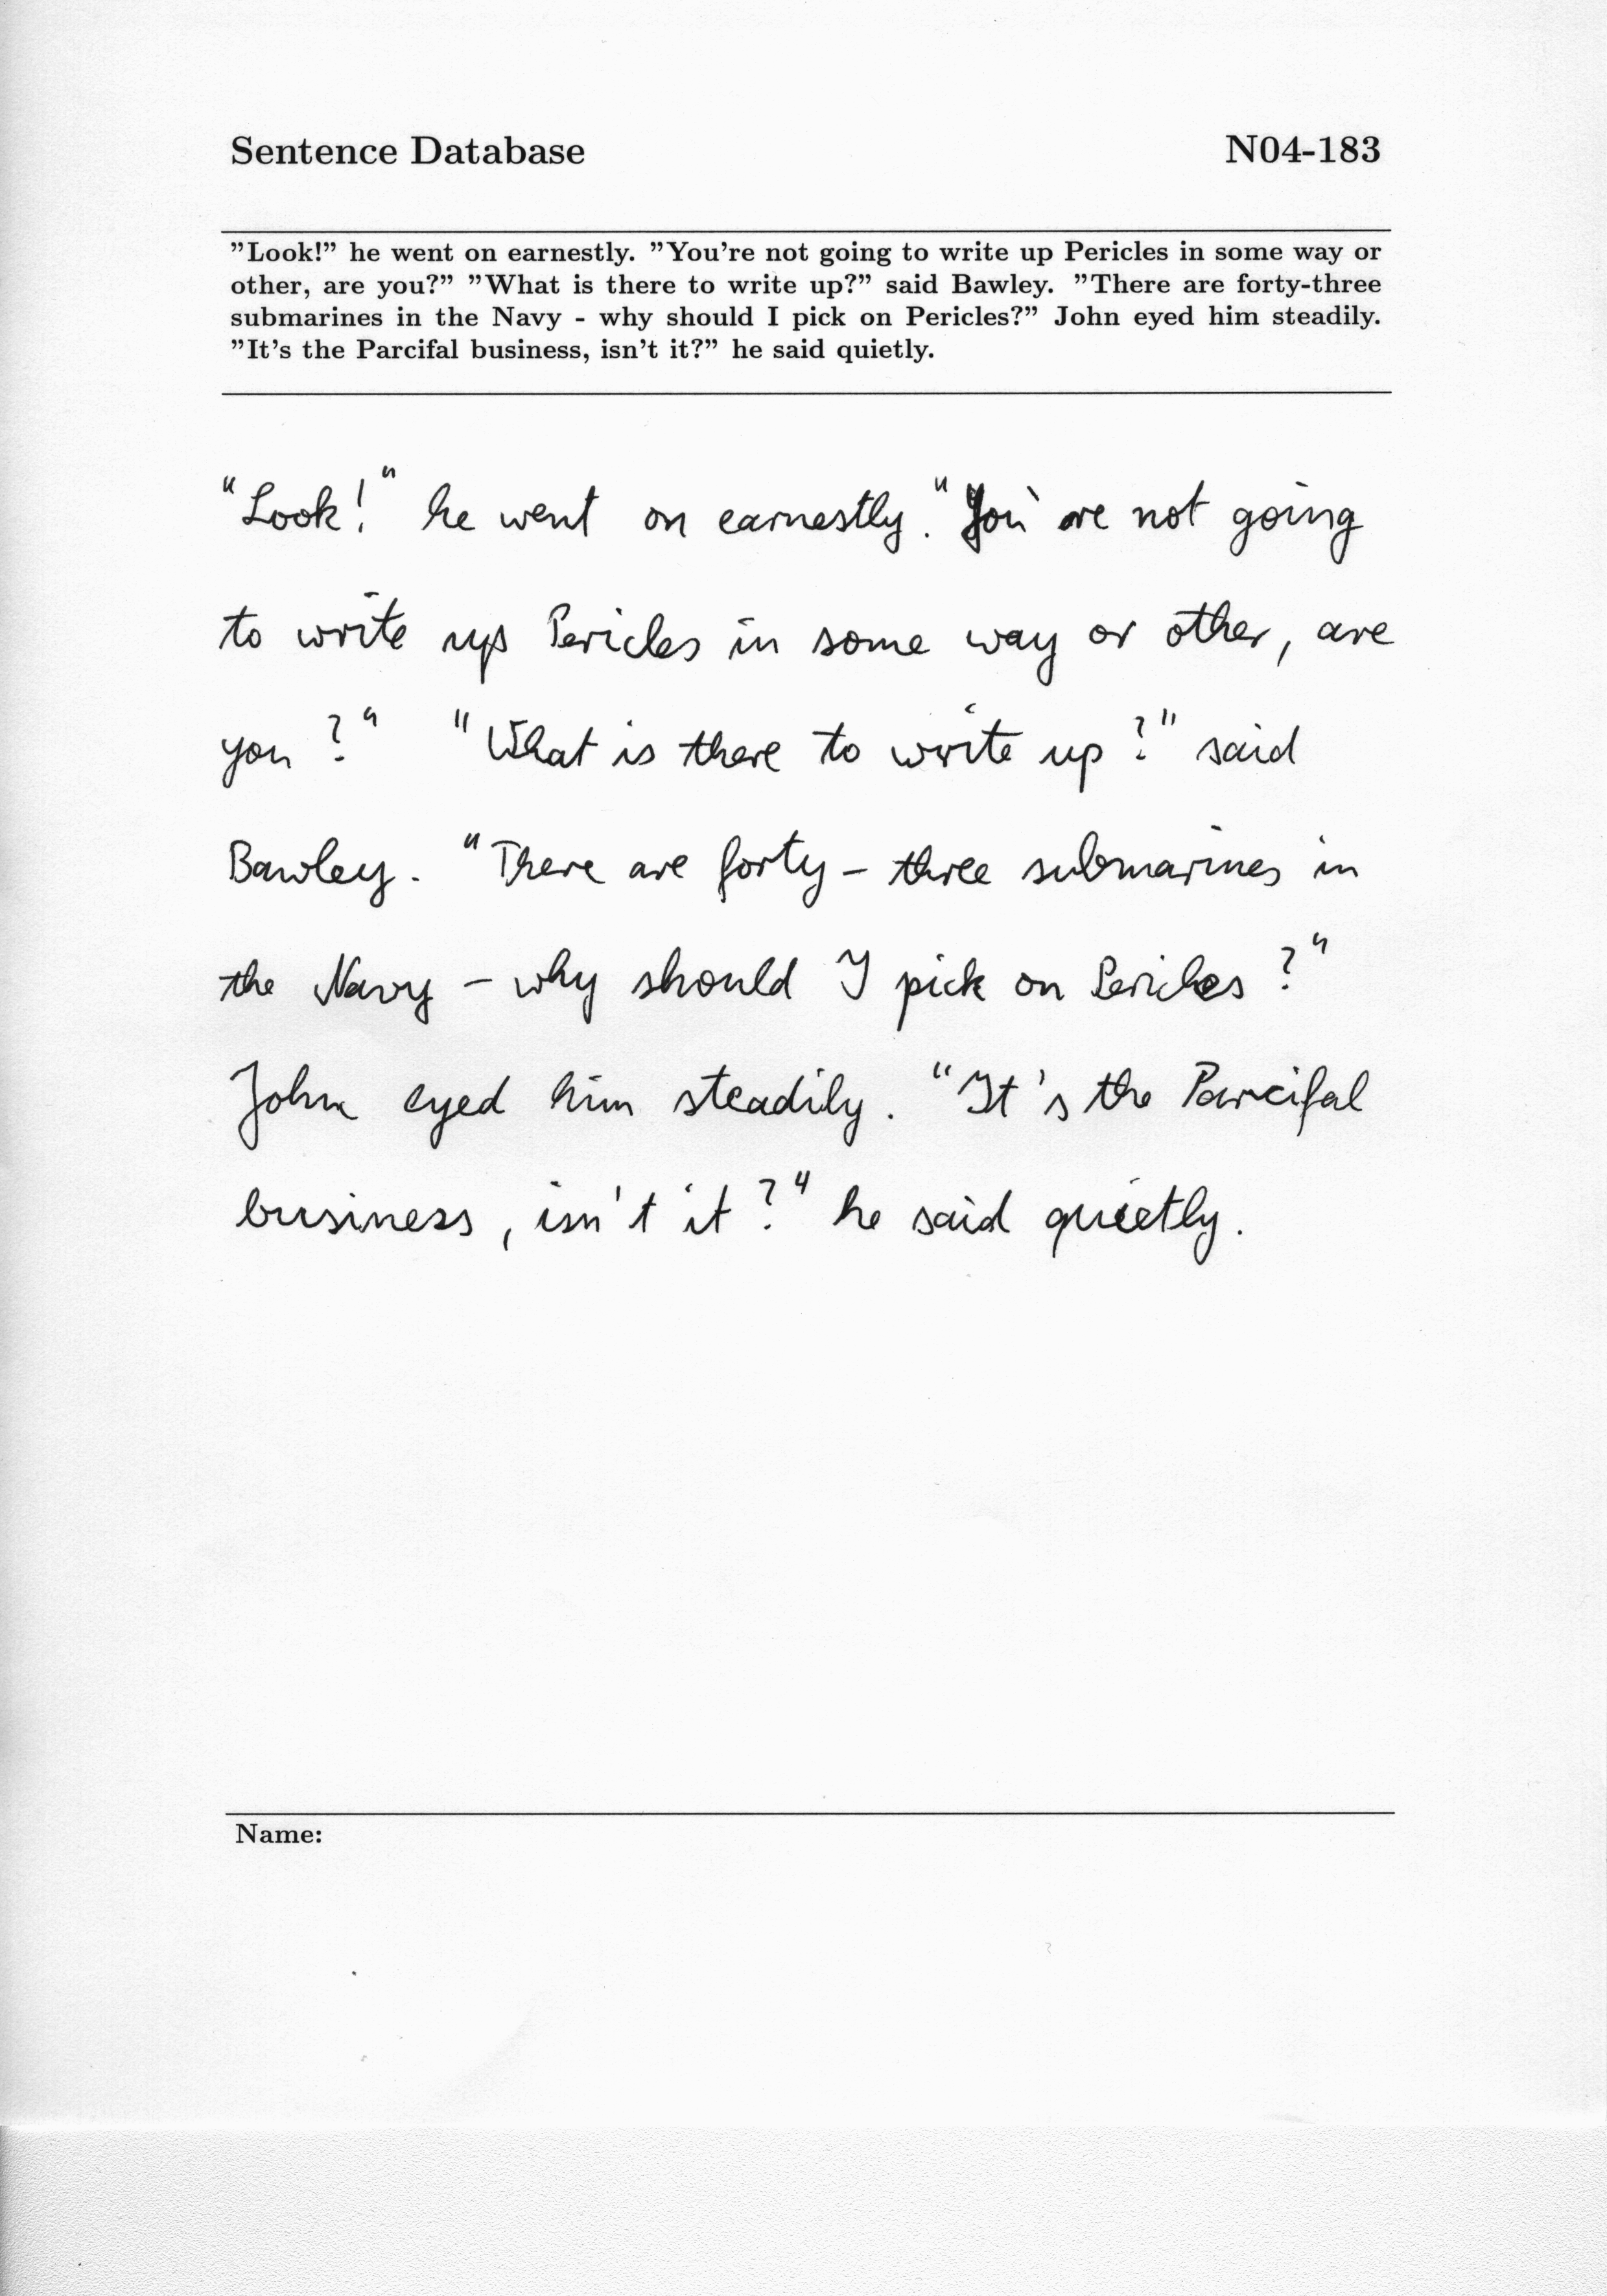 Sentence Database N04-183
"Look!" he went on earnestly. "You're not going to write up Pericles in some way or
other, are you?" "What is there to write up?" said Bawley. "There are forty-three
submarines in the Navy - why should I pick on Pericles?" John eyed him steadily.
"It's the Parcifal business, isn't it?" he said quietly.
"Look!" he went on earnestly. "You're not going
to write up Pericles in some way or other, are
you?" "What is there to write up?" said
Bawley. "There are forty-three submarines in
the Navy - why should I pick on Pericles?"
John eyed him steadily. "It's the Parcifal
business, isn't it?" he said quietly.
Name: